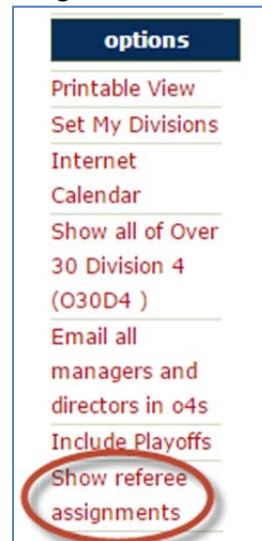 options
Printable View
Set My Divisions
Internet
Calendar
Show all of Over
30 Division 4
(O30D4 )
Email all
managers and
directors in o4s
Include Playoffs
Show referee
assignments